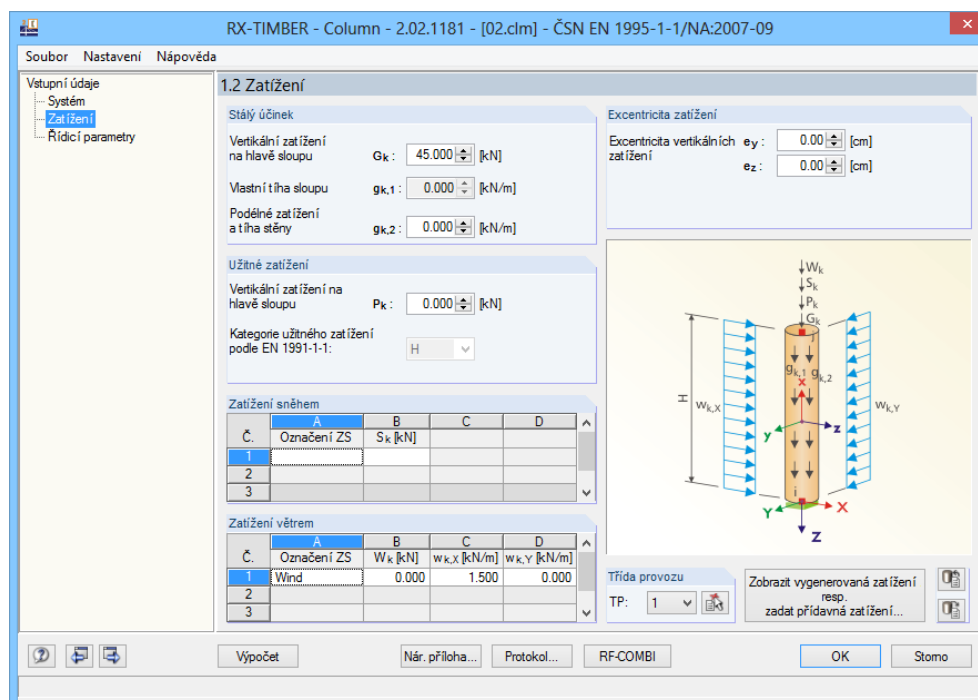 RX-TIMBER - Column - 2.02.1181 - [02.clm] - ČSN EN 1995-1-1/NA:2007-09
Soubor Nastavení Nápověda
Vstupní údaje
Systém
Zatížení
Řídicí parametry
1.2 Zatížení
Stálý účinek
Vertikální zatížení
na hlavě sloupu Gk : 45.000 [kN]
Vlastní tíha sloupu gk,1 : 0.000 [kN/m]
Podélné zatížení
a tíha stěny gk,2 : 0.000 [kN/m]
Užitné zatížení
Vertikální zatížení na
hlavě sloupu Pk : 0.000 [kN]
Kategorie užitného zatížení
podle EN 1991-1-1: H
Zatížení sněhem
A B C D
Č. Označení ZS Sk [kN]
1
2
3
Zatížení větrem
A B C D
Č. Označení ZS Wk [kN] wk,X [kN/m] wk,Y [kN/m]
1 Wind 0.000 1.500 0.000
2
3
Excentricita zatížení
Excentricita vertikálních ey : 0.00 [cm]
zatížení
ez : 0.00 [cm]
Wk
Sk
Pk
Gk
j
gk,1 gk,2
x
H
wk,X
wk,Y
y
z
i
Y
X
Z
Třída provozu
TP: 1
Zobrazit vygenerovaná zatížení
resp.
zadat přídavná zatížení...
Výpočet Nár. příloha... Protokol... RF-COMBI OK Storno